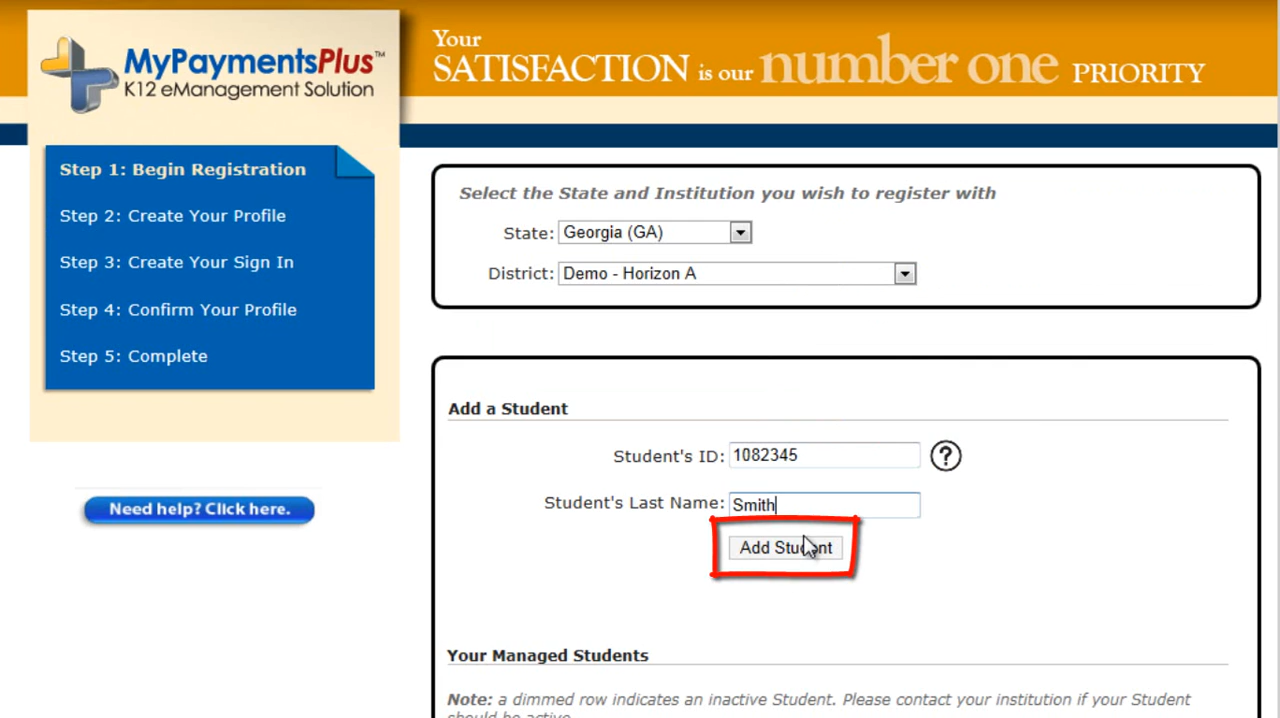 MyPaymentsPlus™
K12 eManagement Solution
Your
SATISFACTION is our number one PRIORITY
Step 1: Begin Registration
Step 2: Create Your Profile
Step 3: Create Your Sign In
Step 4: Confirm Your Profile
Step 5: Complete
Need help? Click here.
Select the State and Institution you wish to register with
State: Georgia (GA)
District: Demo - Horizon A
Add a Student
Student's ID: 1082345 ?
Student's Last Name: Smith
Add Student
Your Managed Students
Note: a dimmed row indicates an inactive Student. Please contact your institution if your Student
should be active.